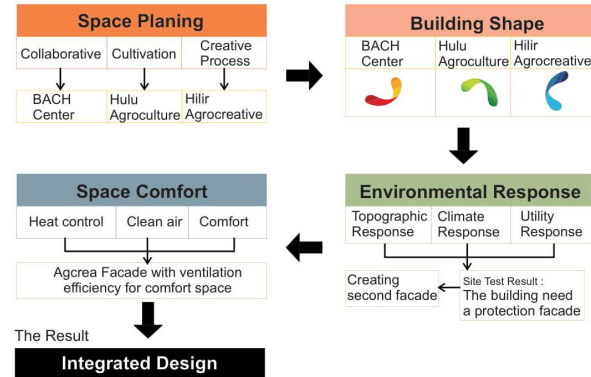 Space Planing
Collaborative
Cultivation
Creative
Process
BACH
Center
Hulu
Agroculture
Hilir
Agrocreative
Building Shape
BACH
Center
Hulu
Agroculture
Hilir
Agrocreative
Environmental Response
Topographic
Response
Climate
Response
Utility
Response
Site Test Result :
The building need
a protection facade
Creating
second facade
Space Comfort
Heat control
Clean air
Comfort
Agcrea Facade with ventilation
efficiency for comfort space
The Result
Integrated Design